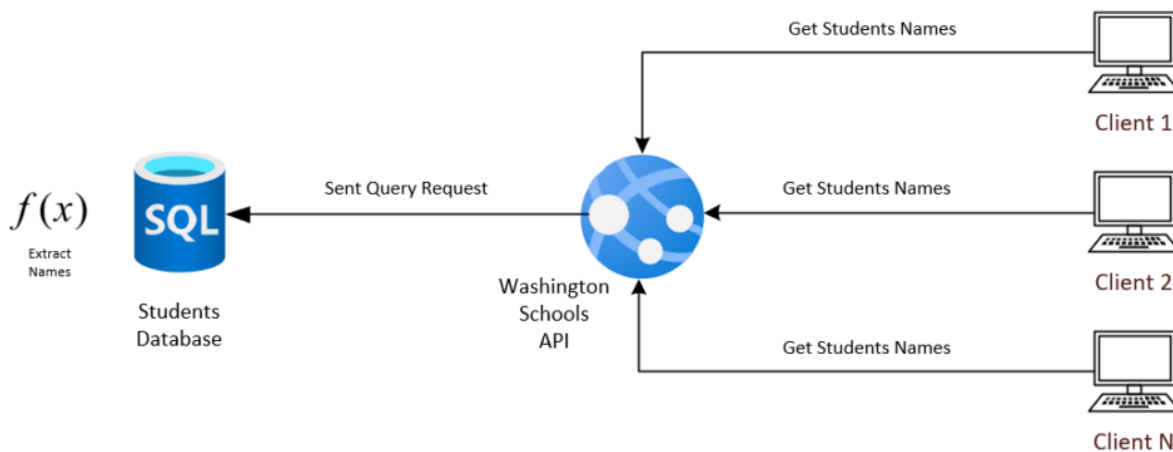 Get Students Names
Client 1
f(x)
Extract
Names
SQL
Students
Database
Sent Query Request
Washington
Schools
API
Get Students Names
Client 2
Get Students Names
Client N